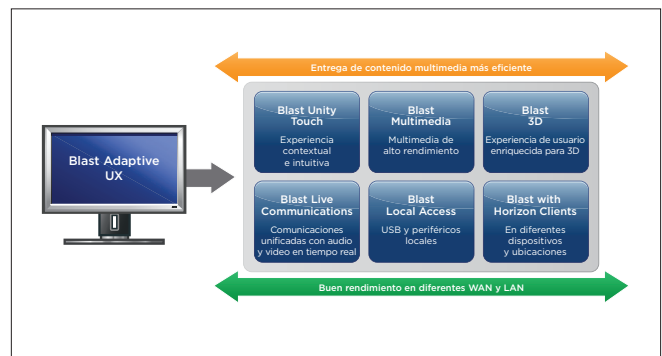 Entrega de contenido multimedia más eficiente
Blast Adaptive
UX
Blast Unity
Touch
Experiencia
contextual
e intuitiva
Blast
Multimedia
Multimedia de
alto rendimiento
Blast
3D
Experiencia de usuario
enriquecida para 3D
Blast Live
Communications
Comunicaciones
unificadas con audio
y video en tiempo real
Blast
Local Access
USB y periféricos
locales
Blast with
Horizon Clients
En diferentes
dispositivos
y ubicaciones
Buen rendimiento en diferentes WAN y LAN